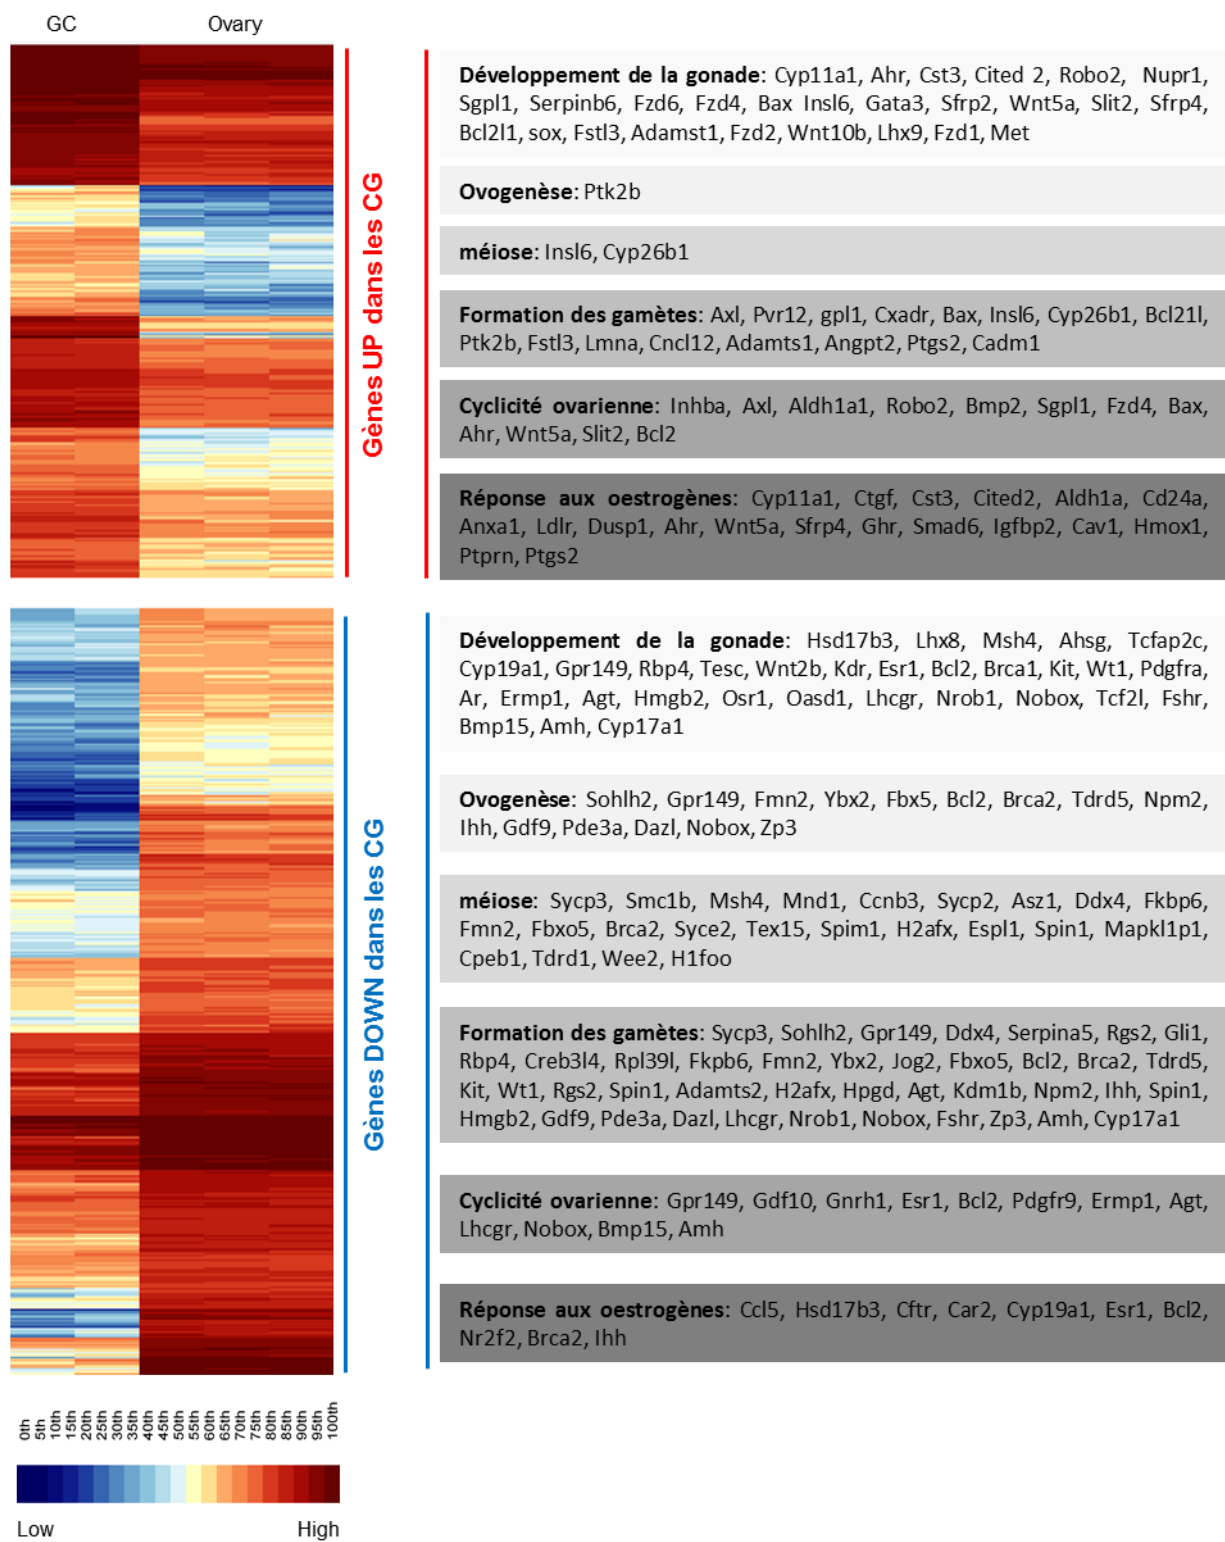 GC Ovary
Gènes UP dans les CG
Développement de la gonade: Cyp11a1, Ahr, Cst3, Cited 2, Robo2, Nupr1,
Sgpl1, Serpinb6, Fzd6, Fzd4, Bax Insl6, Gata3, Sfrp2, Wnt5a, Slit2, Sfrp4,
Bcl2l1, sox, Fstl3, Adamst1, Fzd2, Wnt10b, Lhx9, Fzd1, Met
Ovogenèse: Ptk2b
méiose: Insl6, Cyp26b1
Formation des gamètes: Axl, Pvr12, gpl1, Cxadr, Bax, Insl6, Cyp26b1, Bcl21l,
Ptk2b, Fstl3, Lmna, Cncl12, Adamts1, Angpt2, Ptgs2, Cadm1
Cyclicité ovarienne: Inhba, Axl, Aldh1a1, Robo2, Bmp2, Sgpl1, Fzd4, Bax,
Ahr, Wnt5a, Slit2, Bcl2
Réponse aux oestrogènes: Cyp11a1, Ctgf, Cst3, Cited2, Aldh1a, Cd24a,
Anxa1, Ldlr, Dusp1, Ahr, Wnt5a, Sfrp4, Ghr, Smad6, Igfbp2, Cav1, Hmox1,
Ptprn, Ptgs2
Gènes DOWN dans les CG
Développement de la gonade: Hsd17b3, Lhx8, Msh4, Ahsg, Tcfap2c,
Cyp19a1, Gpr149, Rbp4, Tesc, Wnt2b, Kdr, Esr1, Bcl2, Brca1, Kit, Wt1, Pdgfra,
Ar, Ermp1, Agt, Hmgb2, Osr1, Oasd1, Lhcgr, Nrob1, Nobox, Tcf2l, Fshr,
Bmp15, Amh, Cyp17a1
Ovogenèse: Sohlh2, Gpr149, Fmn2, Ybx2, Fbx5, Bcl2, Brca2, Tdrd5, Npm2,
Ihh, Gdf9, Pde3a, Dazl, Nobox, Zp3
méiose: Sycp3, Smc1b, Msh4, Mnd1, Ccnb3, Sycp2, Asz1, Ddx4, Fkbp6,
Fmn2, Fbxo5, Brca2, Syce2, Tex15, Spim1, H2afx, Espl1, Spin1, Mapkl1p1,
Cpeb1, Tdrd1, Wee2, H1foo
Formation des gamètes: Sycp3, Sohlh2, Gpr149, Ddx4, Serpina5, Rgs2, Gli1,
Rbp4, Creb3l4, Rpl39l, Fkpb6, Fmn2, Ybx2, Jog2, Fbxo5, Bcl2, Brca2, Tdrd5,
Kit, Wt1, Rgs2, Spin1, Adamts2, H2afx, Hpgd, Agt, Kdm1b, Npm2, Ihh, Spin1,
Hmgb2, Gdf9, Pde3a, Dazl, Lhcgr, Nrob1, Nobox, Fshr, Zp3, Amh, Cyp17a1
Cyclicité ovarienne: Gpr149, Gdf10, Gnrh1, Esr1, Bcl2, Pdgfr9, Ermp1, Agt,
Lhcgr, Nobox, Bmp15, Amh
Réponse aux oestrogènes: Ccl5, Hsd17b3, Cftr, Car2, Cyp19a1, Esr1, Bcl2,
Nr2f2, Brca2, Ihh
0th
5th
10th
15th
20th
25th
30th
35th
40th
45th
50th
55th
60th
65th
70th
75th
80th
85th
90th
95th
100th
Low High